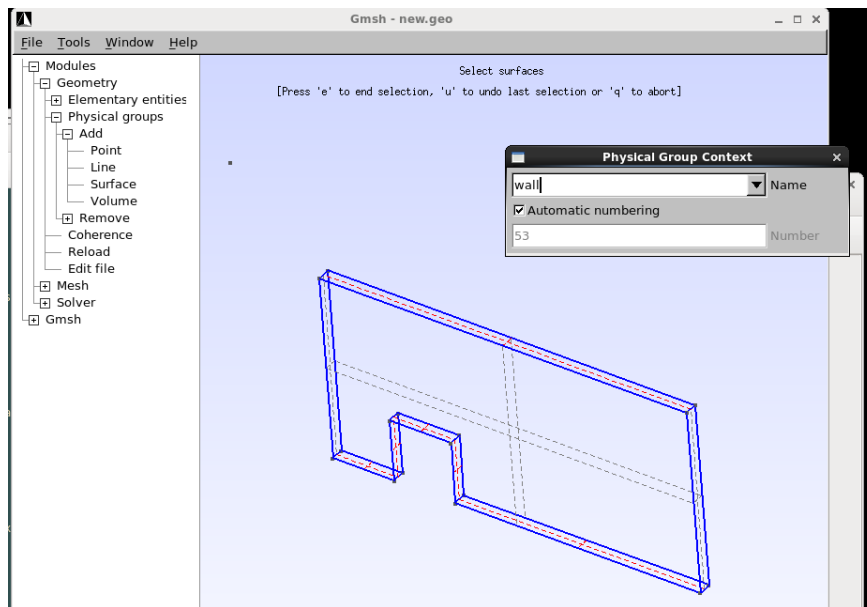 Gmsh - new.geo
File Tools Window Help
Modules
Geometry
Elementary entities
Physical groups
Add
Point
Line
Surface
Volume
Remove
Coherence
Reload
Edit file
Mesh
Solver
Gmsh
Select surfaces
[Press 'e' to end selection, 'u' to undo last selection or 'q' to abort]
Physical Group Context
wall Name
Automatic numbering
53 Number